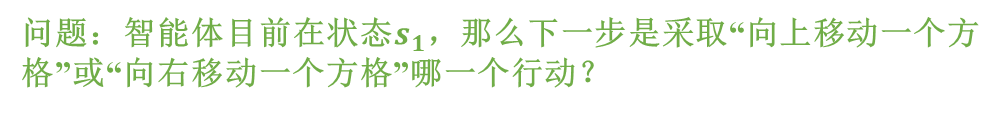 问题：智能体目前在状态s₁，那么下一步是采取“向上移动一个方
格”或“向右移动一个方格”哪一个行动？